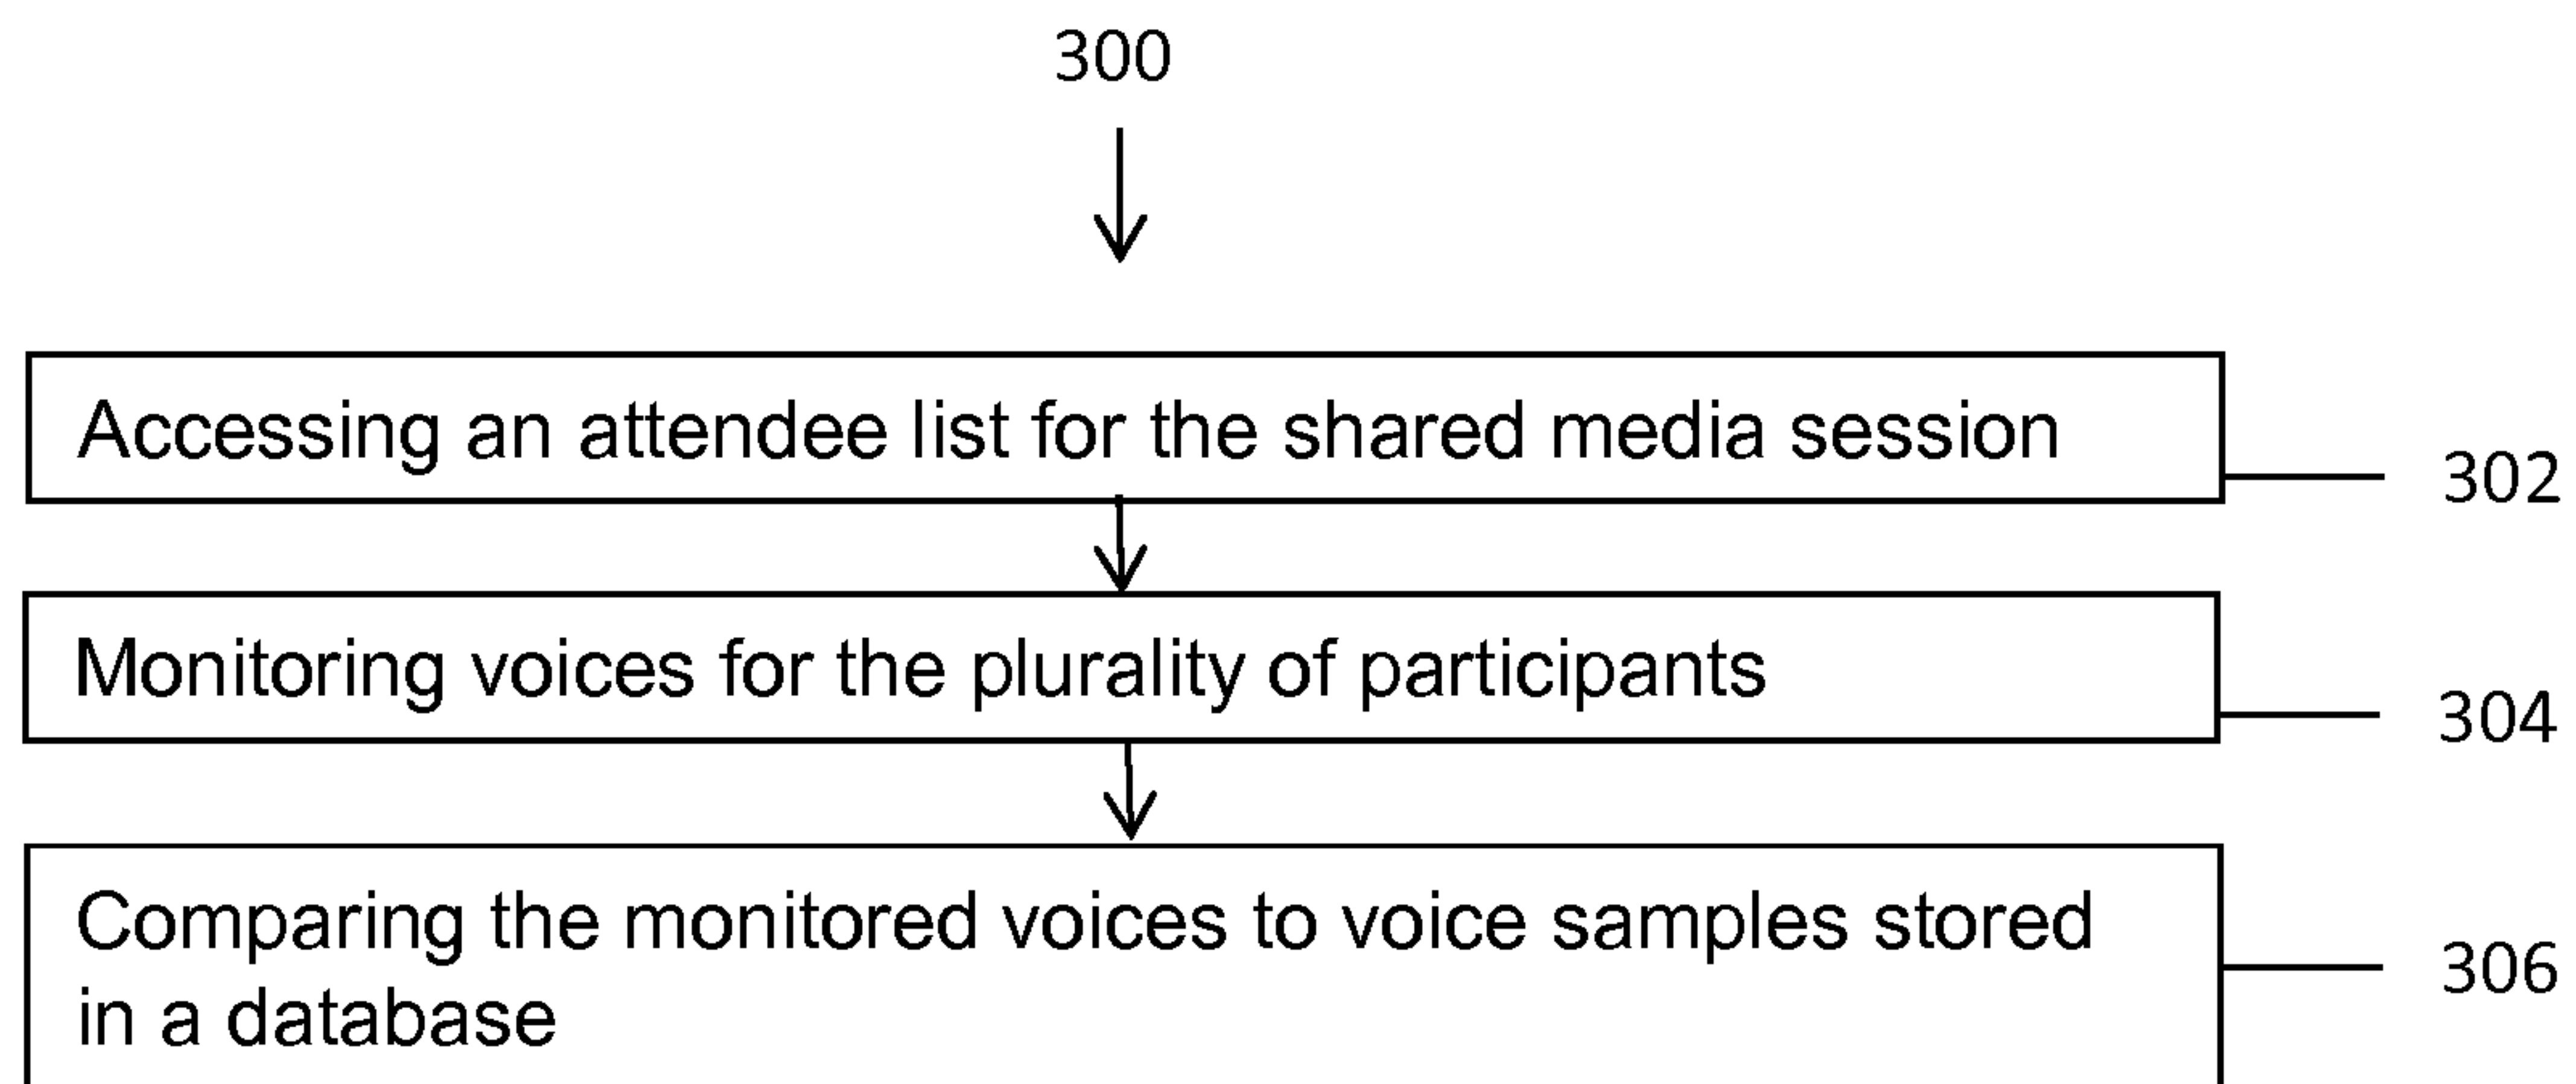 300
Accessing an attendee list for the shared media session
302
Monitoring voices for the plurality of participants
304
Comparing the monitored voices to voice samples stored
in a database
306